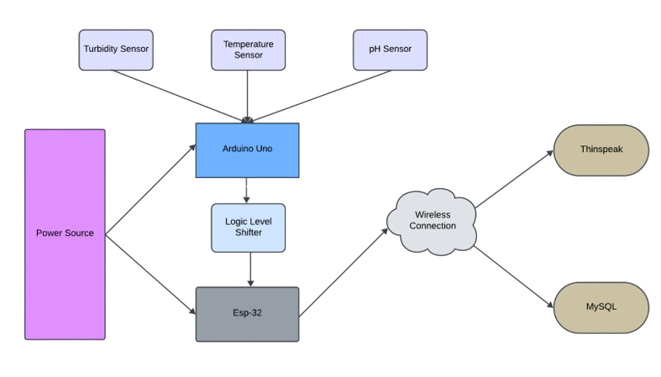 Turbidity Sensor
Temperature
Sensor
pH Sensor
Arduino Uno
Thinspeak
Logic Level
Shifter
Wireless
Connection
Power Source
Esp-32
MySQL